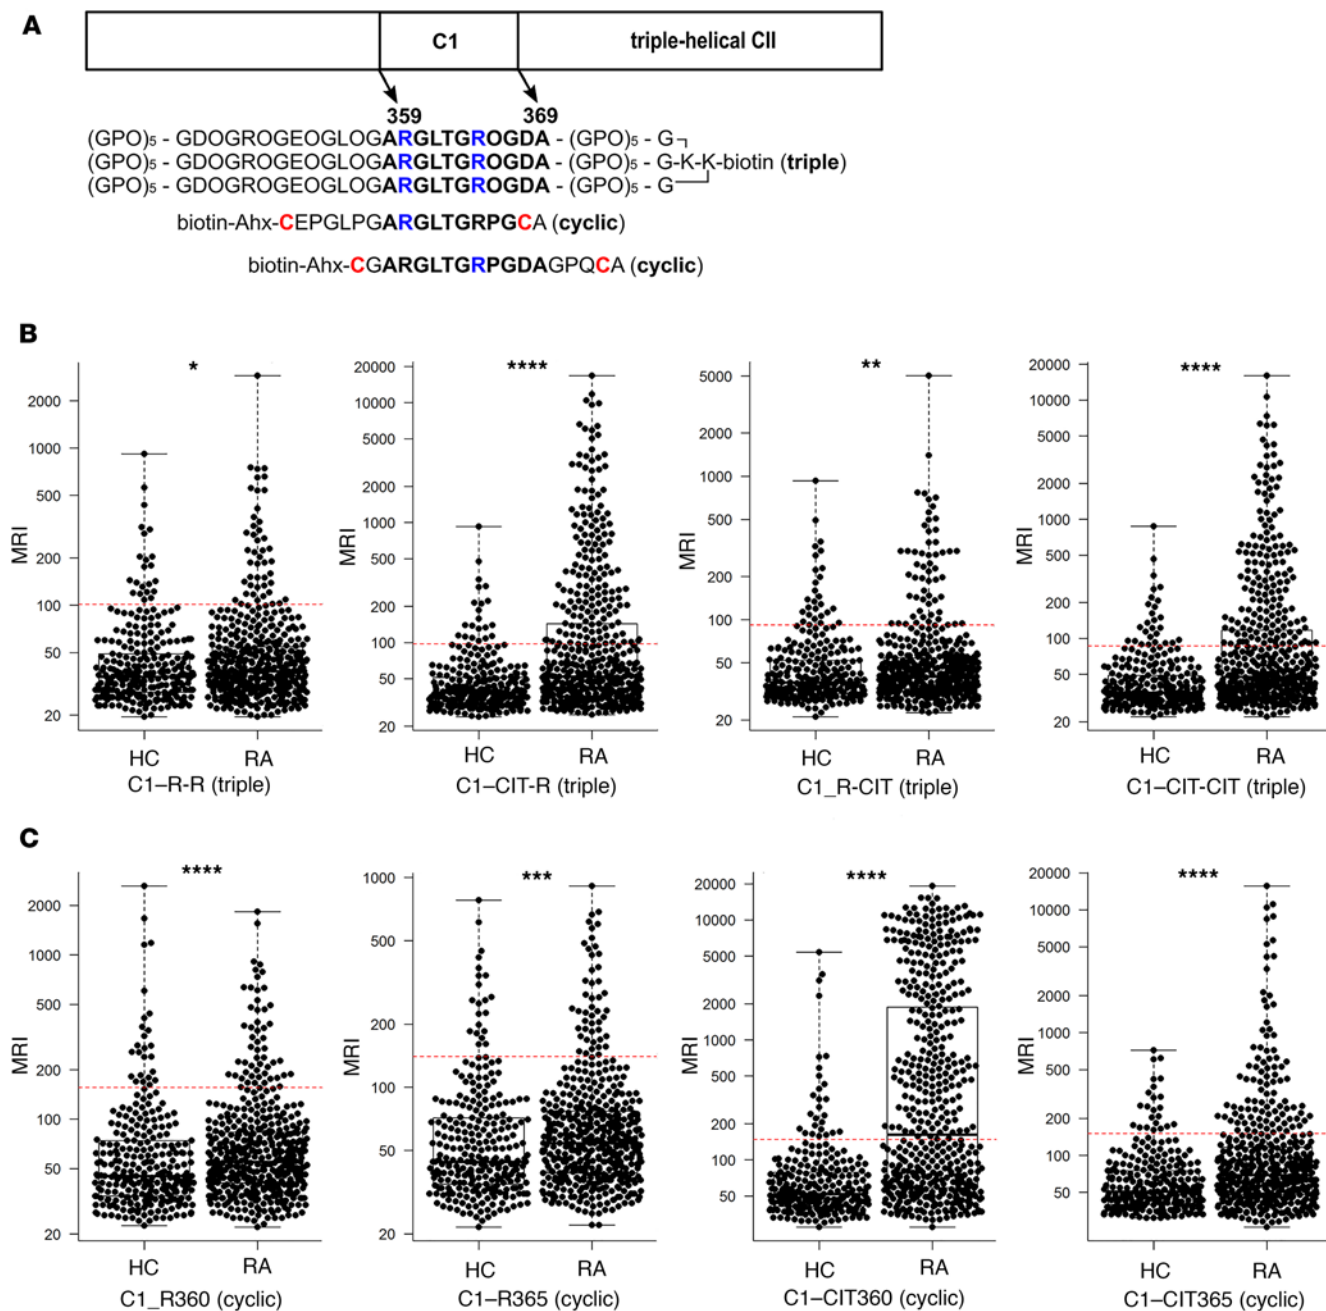 A
C1
triple-helical CII
359 369
(GPO)5 - GDOGROGEOGLOGARGLTGROGDA - (GPO)5 - G
(GPO)5 - GDOGROGEOGLOGARGLTGROGDA - (GPO)5 - G-K-K-biotin (triple)
(GPO)5 - GDOGROGEOGLOGARGLTGROGDA - (GPO)5 - G
biotin-Ahx-CEPGLPGARGLTGRPGCA (cyclic)
biotin-Ahx-CGARGLTGRPGDAGPQCA (cyclic)
B
MRI
2000
1000
500
200
100
50
20
*
HC RA
C1–R-R (triple)
MRI
20000
10000
5000
2000
1000
500
200
100
50
20
****
HC RA
C1–CIT-R (triple)
MRI
5000
2000
1000
500
200
100
50
20
**
HC RA
C1_R-CIT (triple)
MRI
20000
10000
5000
2000
1000
500
200
100
50
20
****
HC RA
C1–CIT-CIT (triple)
C
MRI
2000
1000
500
200
100
50
20
****
HC RA
C1_R360 (cyclic)
MRI
1000
500
200
100
50
20
***
HC RA
C1–R365 (cyclic)
MRI
20000
10000
5000
2000
1000
500
200
100
50
****
HC RA
C1–CIT360 (cyclic)
MRI
20000
10000
5000
2000
1000
500
200
100
50
****
HC RA
C1–CIT365 (cyclic)